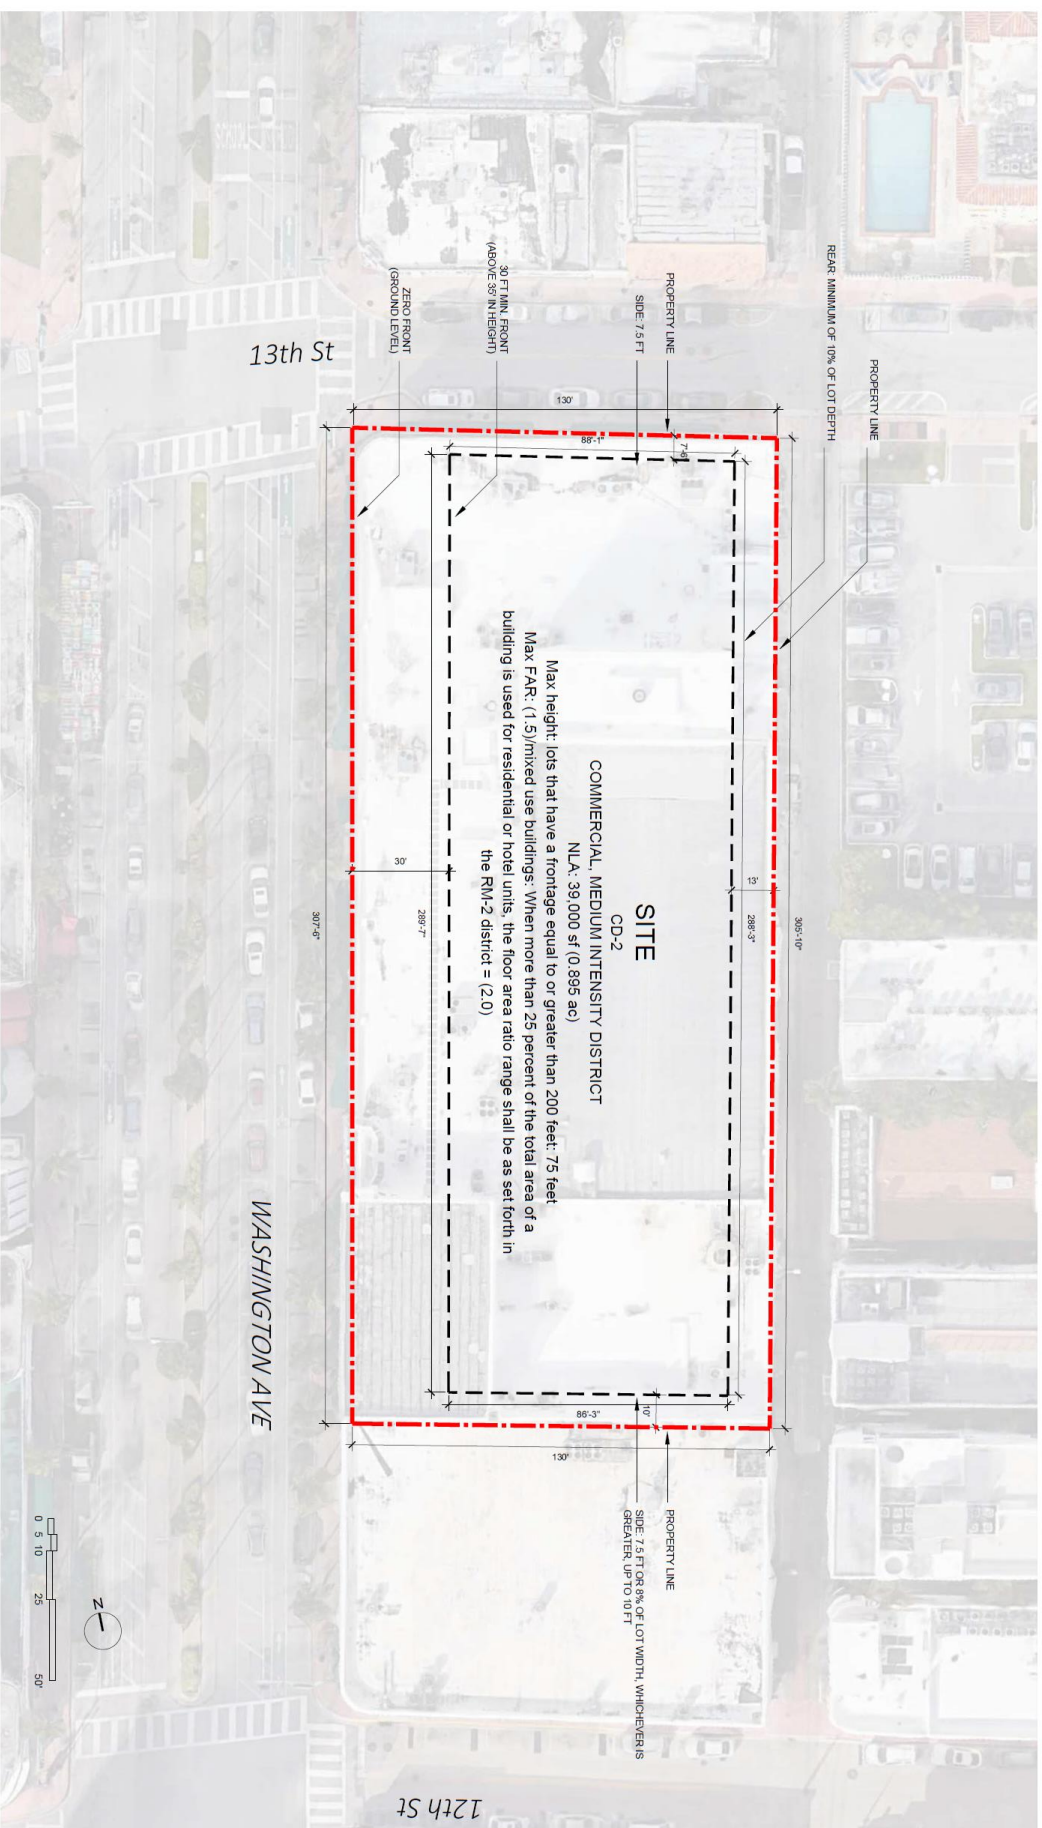 REAR: MINIMUM OF 10% OF LOT DEPTH
PROPERTY LINE
PROPERTY LINE
SIDE: 7.5 FT
30 FT MIN. FRONT
(ABOVE 35' IN HEIGHT)
ZERO FRONT
(GROUND LEVEL)
13th St
130'
88'-1"
7'-6"
SITE
CD-2
COMMERCIAL, MEDIUM INTENSITY DISTRICT
NLA: 39,000 sf (0.895 ac)
Max height: lots that have a frontage equal to or greater than 200 feet: 75 feet
Max FAR: (1.5)/mixed use buildings: When more than 25 percent of the total area of a
building is used for residential or hotel units, the floor area ratio range shall be as set forth in
the RM-2 district = (2.0)
30'
13'
288'-3"
305'-10"
289'-7"
307'-6"
WASHINGTON AVE
86'-3"
10'
130'
PROPERTY LINE
SIDE: 7.5 FT OR 8% OF LOT WIDTH, WHICHEVER IS
GREATER, UP TO 10 FT
0 5 10 25 50'
N
12th St